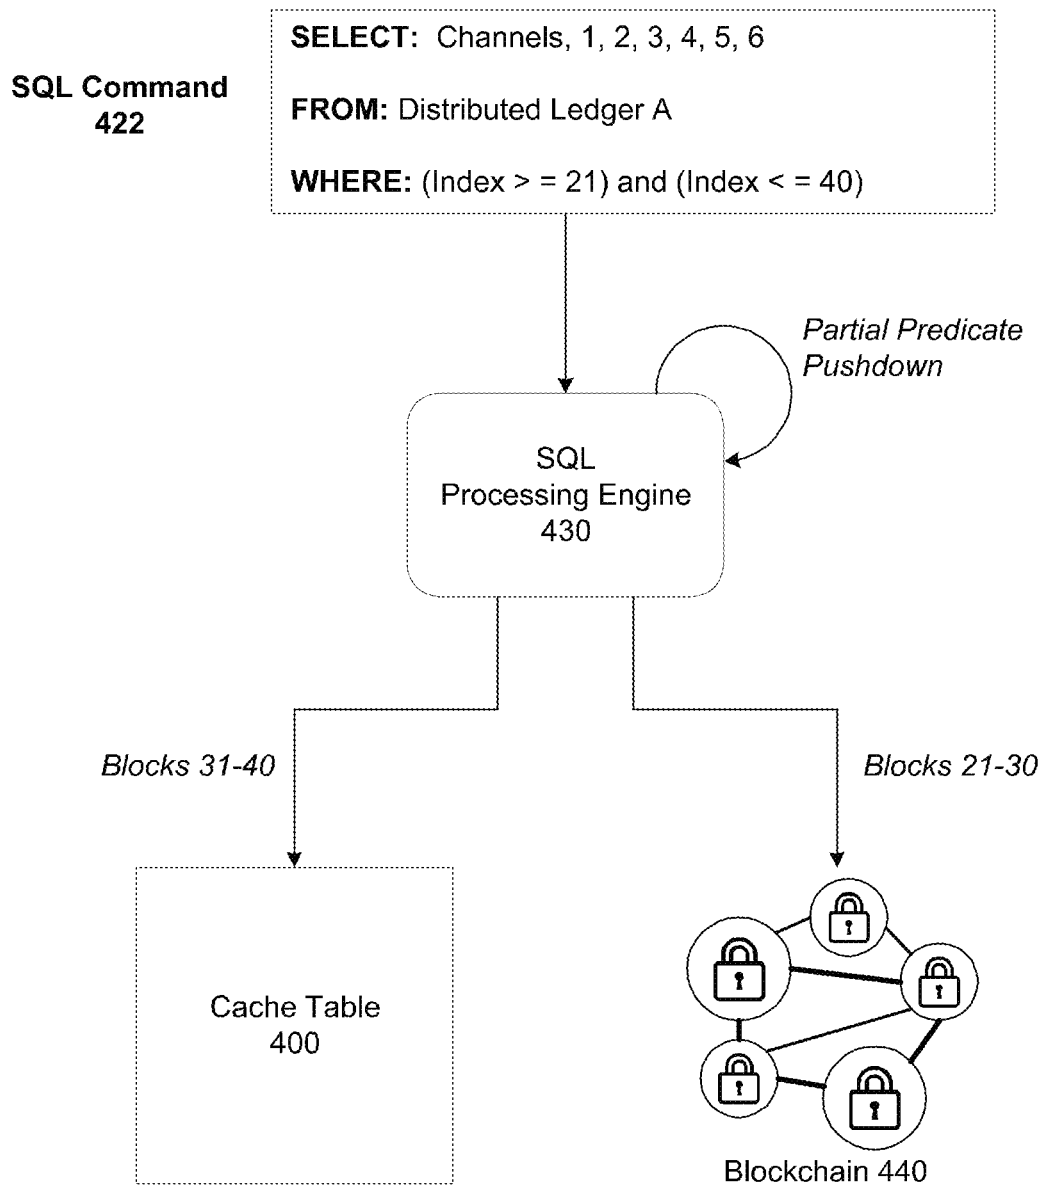 SELECT: Channels, 1, 2, 3, 4, 5, 6
SQL Command
422
FROM: Distributed Ledger A
WHERE: (Index > = 21) and (Index < = 40)
Partial Predicate
Pushdown
SQL
Processing Engine
430
Blocks 31-40
Blocks 21-30
Cache Table
400
Blockchain 440